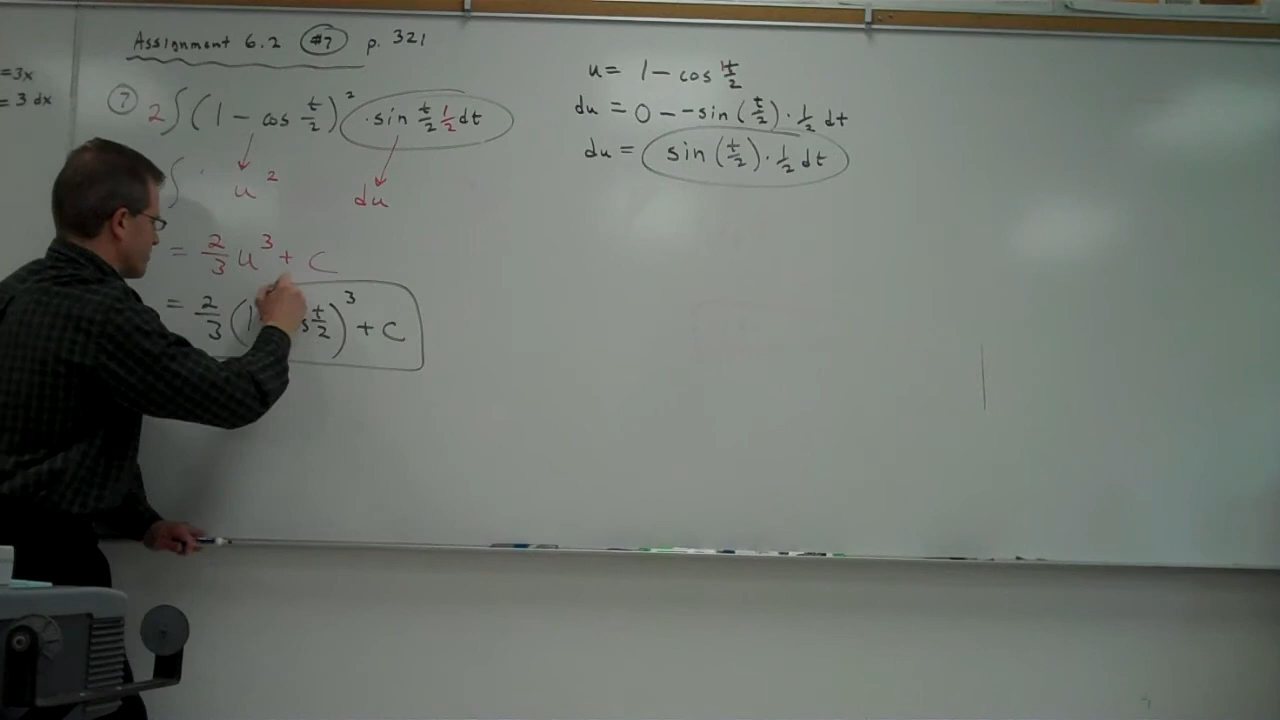 Assignment 6.2 #7 p. 321
=3x
= 3 dx
⑦ 2∫(1 - cos t/2)² · sin t/2 1/2 dt
∫ u² du
= 2/3 u³ + C
= 2/3 (1 s t/2)³ + C
u = 1 - cos t/2
du = 0 - -sin (t/2) · 1/2 dt
du = sin (t/2) · 1/2 dt